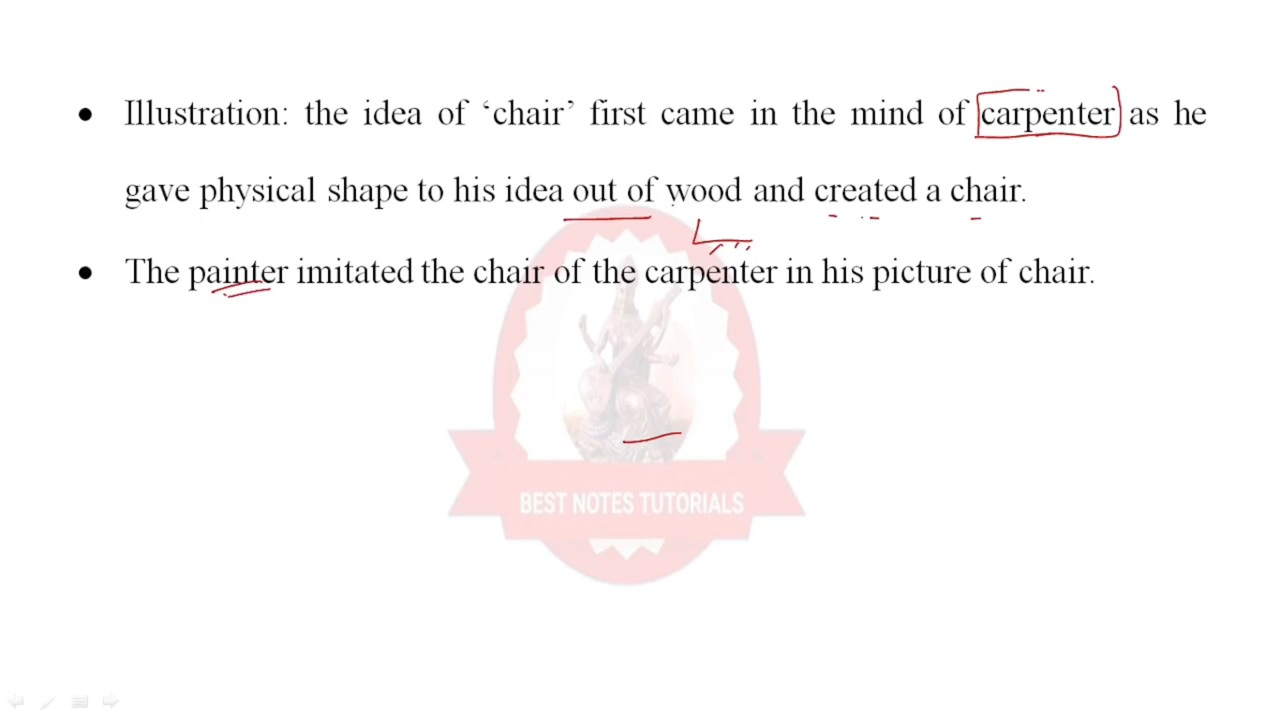 • Illustration: the idea of ‘chair’ first came in the mind of carpenter as he
gave physical shape to his idea out of wood and created a chair.
• The painter imitated the chair of the carpenter in his picture of chair.
BEST NOTES TUTORIALS